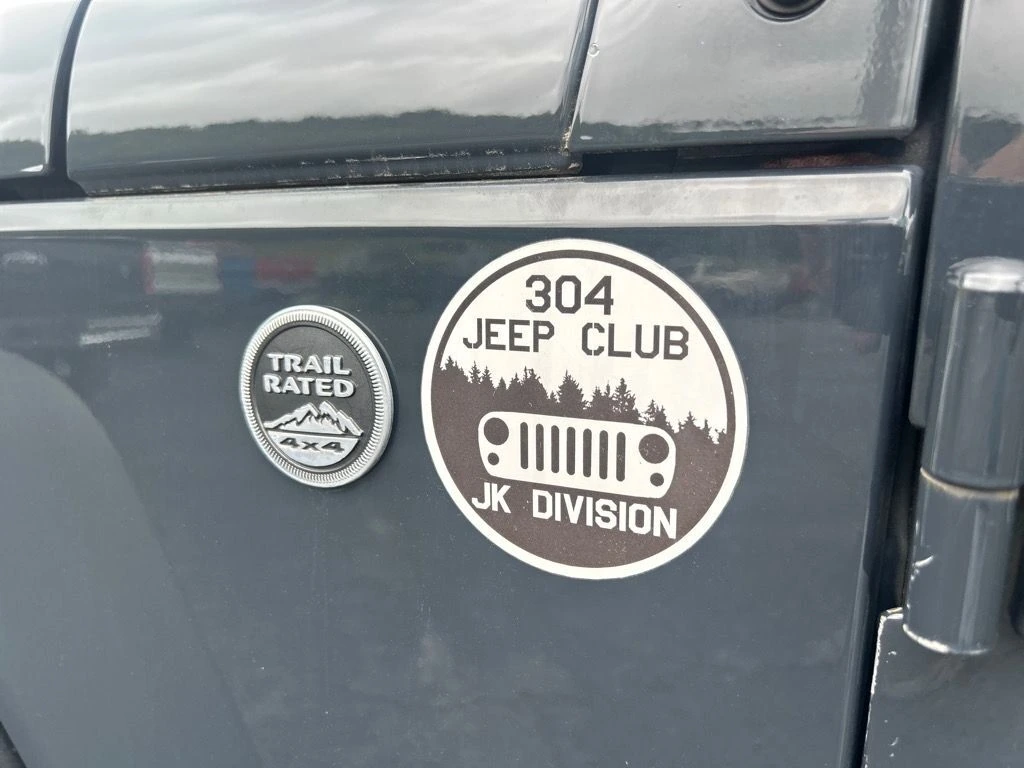 TRAIL
RATED
4x4
304
JEEP CLUB
JK DIVISION